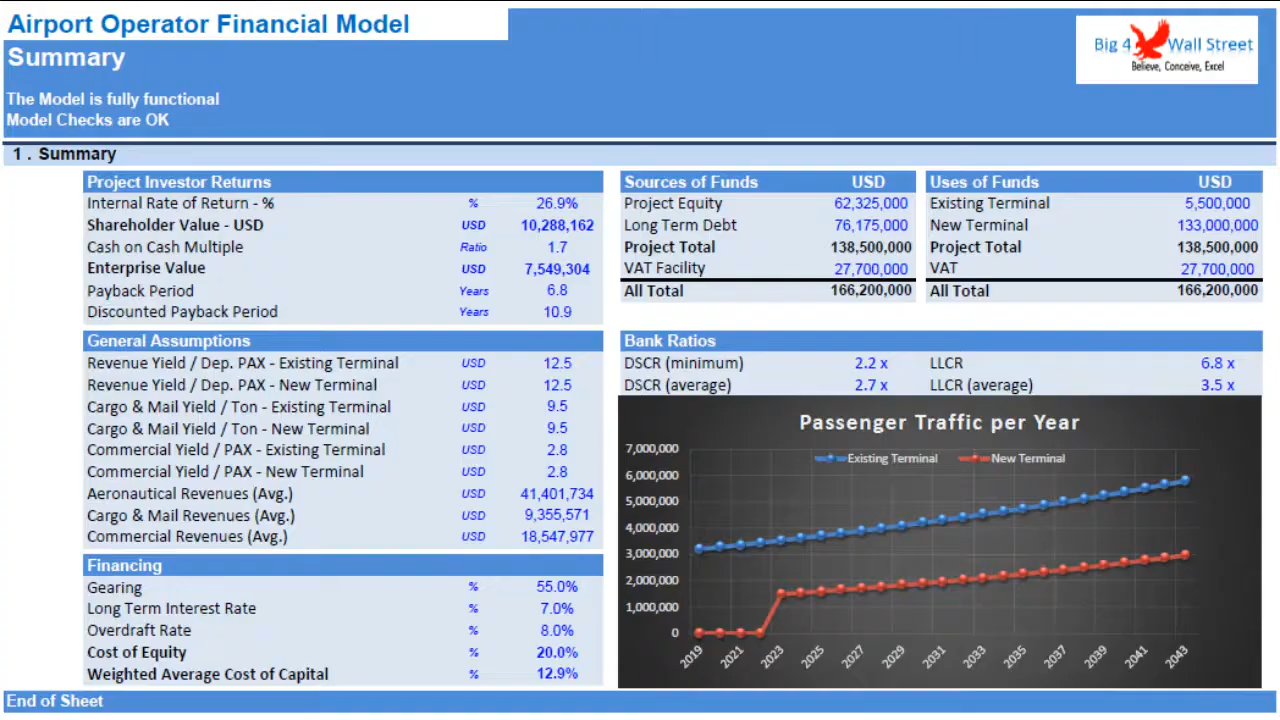 Airport Operator Financial Model
Summary
Big 4 Wall Street
Believe, Conceive, Excel
The Model is fully functional
Model Checks are OK
1 . Summary
Project Investor Returns
Internal Rate of Return - % % 26.9%
Shareholder Value - USD USD 10,288,162
Cash on Cash Multiple Ratio 1.7
Enterprise Value USD 7,549,304
Payback Period Years 6.8
Discounted Payback Period Years 10.9
General Assumptions
Revenue Yield / Dep. PAX - Existing Terminal USD 12.5
Revenue Yield / Dep. PAX - New Terminal USD 12.5
Cargo & Mail Yield / Ton - Existing Terminal USD 9.5
Cargo & Mail Yield / Ton - New Terminal USD 9.5
Commercial Yield / PAX - Existing Terminal USD 2.8
Commercial Yield / PAX - New Terminal USD 2.8
Aeronautical Revenues (Avg.) USD 41,401,734
Cargo & Mail Revenues (Avg.) USD 9,355,571
Commercial Revenues (Avg.) USD 18,547,977
Financing
Gearing % 55.0%
Long Term Interest Rate % 7.0%
Overdraft Rate % 8.0%
Cost of Equity % 20.0%
Weighted Average Cost of Capital % 12.9%
Sources of Funds USD
Project Equity 62,325,000
Long Term Debt 76,175,000
Project Total 138,500,000
VAT Facility 27,700,000
All Total 166,200,000
Uses of Funds USD
Existing Terminal 5,500,000
New Terminal 133,000,000
Project Total 138,500,000
VAT 27,700,000
All Total 166,200,000
Bank Ratios
DSCR (minimum) 2.2 x LLCR 6.8 x
DSCR (average) 2.7 x LLCR (average) 3.5 x
Passenger Traffic per Year
Existing Terminal New Terminal
7,000,000
6,000,000
5,000,000
4,000,000
3,000,000
2,000,000
1,000,000
0
2019 2021 2023 2025 2027 2029 2031 2033 2035 2037 2039 2041 2043
End of Sheet